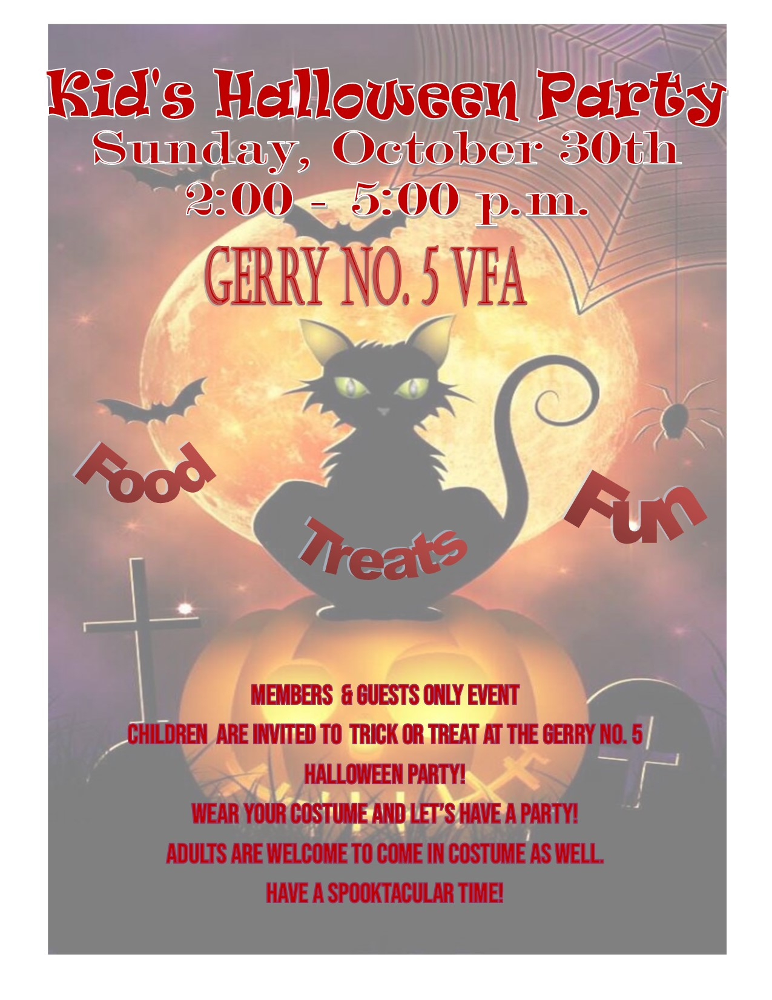 Kid's Halloween Party
Sunday, October 30th
2:00 - 5:00 p.m.
GERRY NO. 5 VFA
Food
Fun
Treats
MEMBERS & GUESTS ONLY EVENT
CHILDREN ARE INVITED TO TRICK OR TREAT AT THE GERRY NO. 5
HALLOWEEN PARTY!
WEAR YOUR COSTUME AND LET’S HAVE A PARTY!
ADULTS ARE WELCOME TO COME IN COSTUME AS WELL.
HAVE A SPOOKTACULAR TIME!